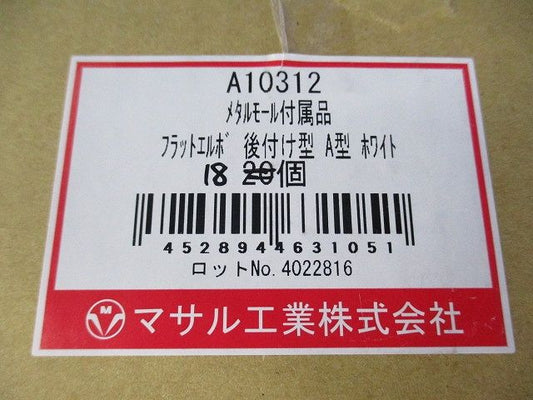 A10312
ﾒﾀﾙﾓｰﾙ付属品
ﾌﾗｯﾄｴﾙﾎﾞ 後付け型 A型 ﾎﾜｲﾄ
18 20個
4528944631051
ロットNo.4022816
M マサル工業株式会社